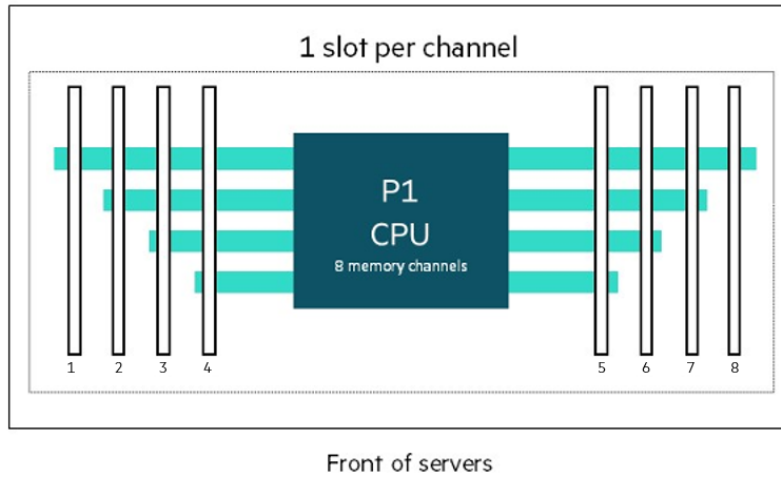 1 slot per channel
P1
CPU
8 memory channels
1 2 3 4 5 6 7 8
Front of servers